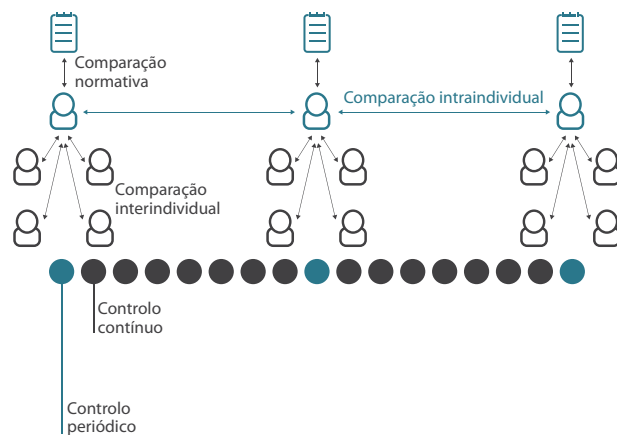 Comparação
normativa
Comparação intraindividual
Comparação
interindividual
Controlo
contínuo
Controlo
periódico